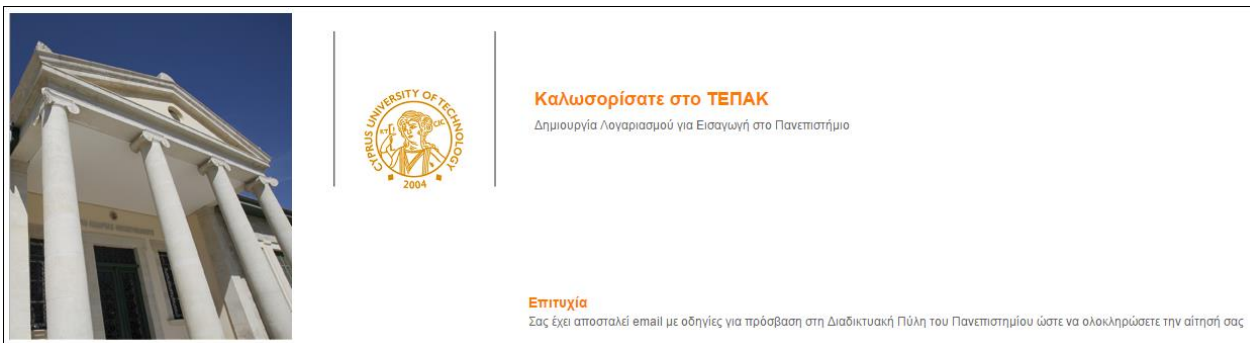 CYPRUS UNIVERSITY OF TECHNOLOGY
2004
Καλωσορίσατε στο ΤΕΠΑΚ
Δημιουργία Λογαριασμού για Εισαγωγή στο Πανεπιστήμιο
Επιτυχία
Σας έχει αποσταλεί email με οδηγίες για πρόσβαση στη Διαδικτυακή Πύλη του Πανεπιστημίου ώστε να ολοκληρώσετε την αίτησή σας